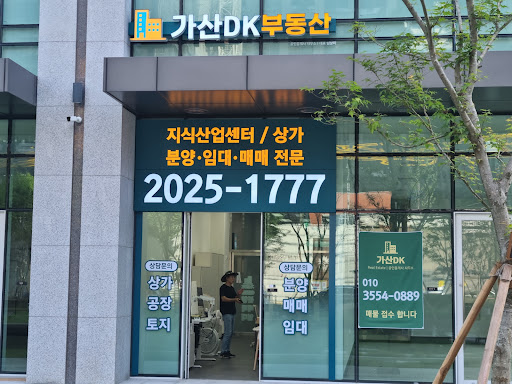 가산DK부동산
지식산업센터 / 상가
분양·임대·매매 전문
2025-1777
상담문의
상가
공장
토지
상담문의
분양
매매
임대
가산DK
010
3554-0889
매물 접수 합니다